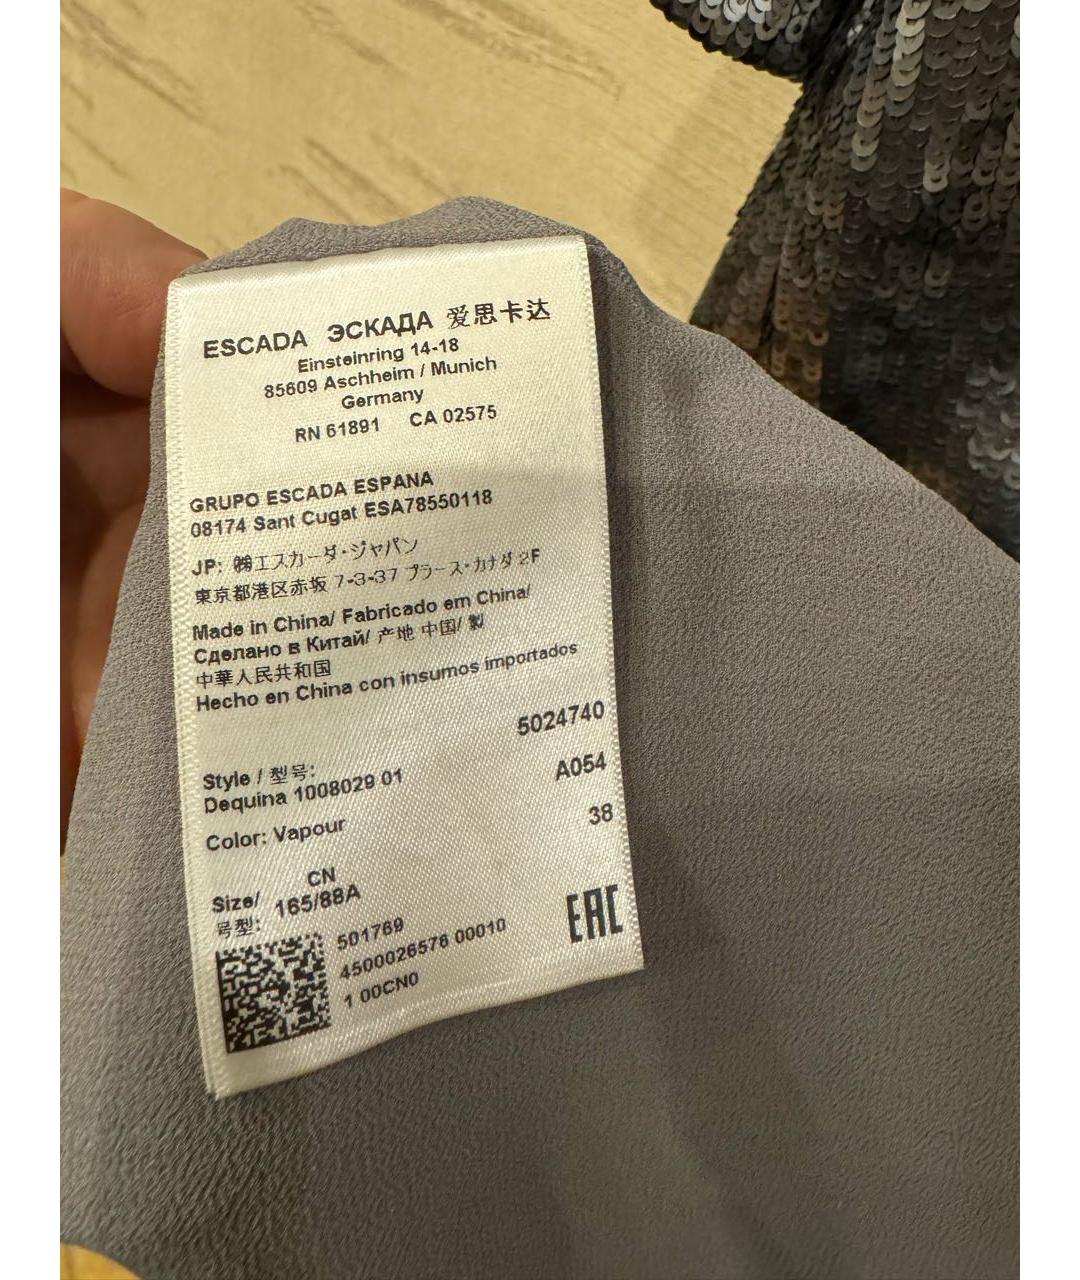 ESCADA ЭСКАДА 爱思卡达
Einsteinring 14-18
85609 Aschheim / Munich
Germany
RN 61891 CA 02575
GRUPO ESCADA ESPANA
08174 Sant Cugat ESA78550118
JP: ㈱エスカーダ・ジャパン
東京都港区赤坂 7-3-37 プラース・カナダ 2F
Made in China/ Fabricado em China/
Сделано в Китай/ 产地 中国/ 製
中華人民共和国
Hecho en China con insumos importados
5024740
Style / 型号:
Dequina 1008029 01 A054
Color: Vapour 38
Size/ CN
号型: 165/88A
501769
4500026576 00010
1 00CN0
EAC